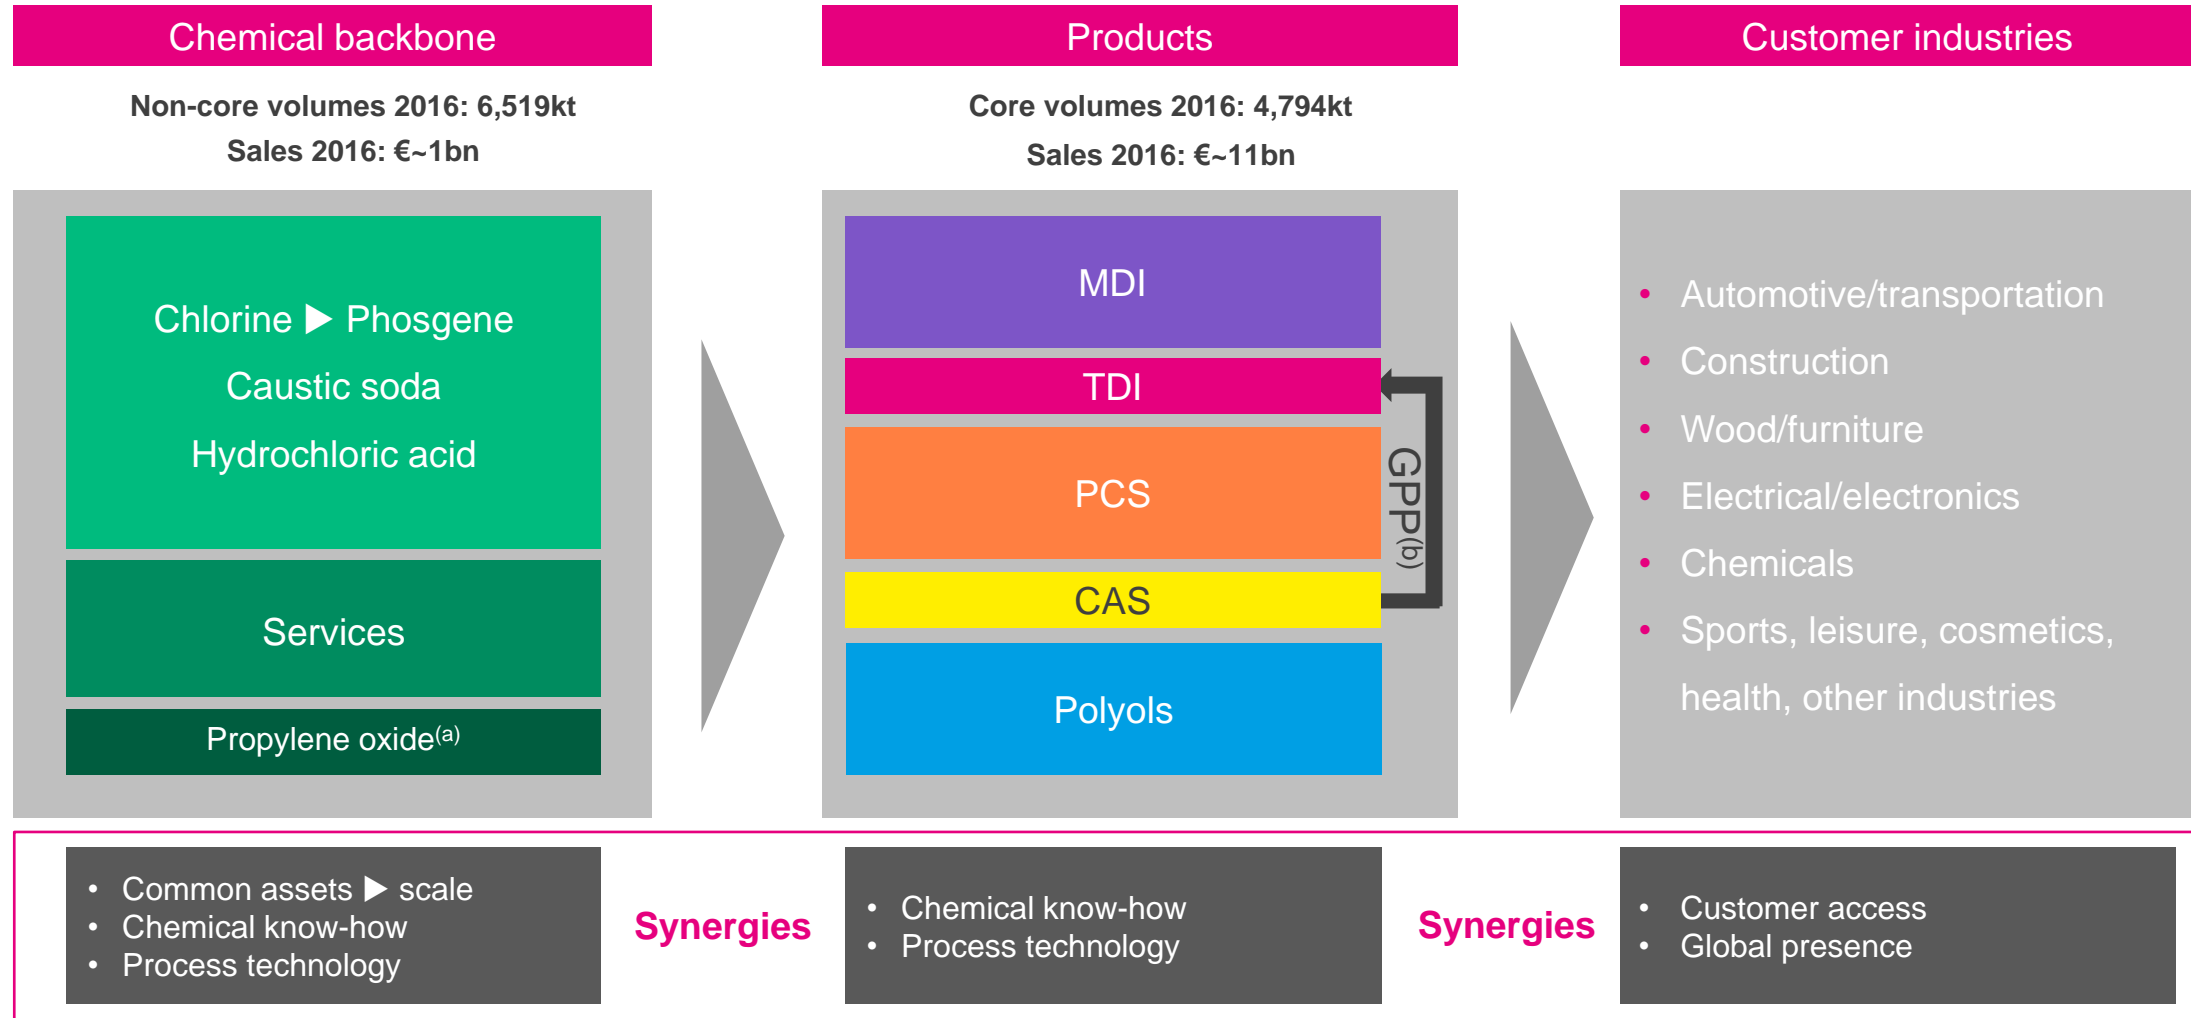 Chemical backbone
Non-core volumes 2016: 6,519kt
Sales 2016: €~1bn
Chlorine ▶ Phosgene
Caustic soda
Hydrochloric acid
Services
Propylene oxide(a)
Products
Core volumes 2016: 4,794kt
Sales 2016: €~11bn
MDI
TDI
PCS
CAS
Polyols
GPP(b)
Customer industries
• Automotive/transportation
• Construction
• Wood/furniture
• Electrical/electronics
• Chemicals
• Sports, leisure, cosmetics,
health, other industries
• Common assets ▶ scale
• Chemical know-how
• Process technology
Synergies
• Chemical know-how
• Process technology
Synergies
• Customer access
• Global presence